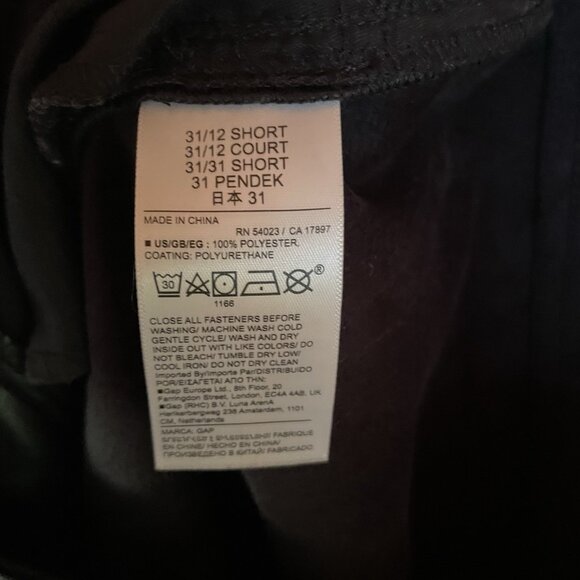 31/12 SHORT
31/12 COURT
31/31 SHORT
31 PENDEK
日本 31
MADE IN CHINA
RN 54023 / CA 17897
■ US/GB/EG : 100% POLYESTER.
COATING: POLYURETHANE
30
®
1166
CLOSE ALL FASTENERS BEFORE
WASHING/ MACHINE WASH COLD
GENTLE CYCLE/ WASH AND DRY
INSIDE OUT WITH LIKE COLORS/ DO
NOT BLEACH/ TUMBLE DRY LOW/
COOL IRON/ DO NOT DRY CLEAN
Imported By/Importe Par/Distribuido
POR/ΕΙΣΑΓΕΤΑΙ ΑΠΟ/ДИСТРИБЬЮТОР:
■Gap Europe Ltd., 8th Floor, 20
Farringdon Street, London, EC4A 4AB, UK
■Gap (RHC) B.V. Luna ArenA
Herikerbergweg 238 Amsterdam, 1101
CM, Netherlands
MARCA: GAP
FABRIQUE
EN CHINE/ HECHO EN CHINA/
ПРОИЗВЕДЕНО В КИТАЕ/ FABRICADO